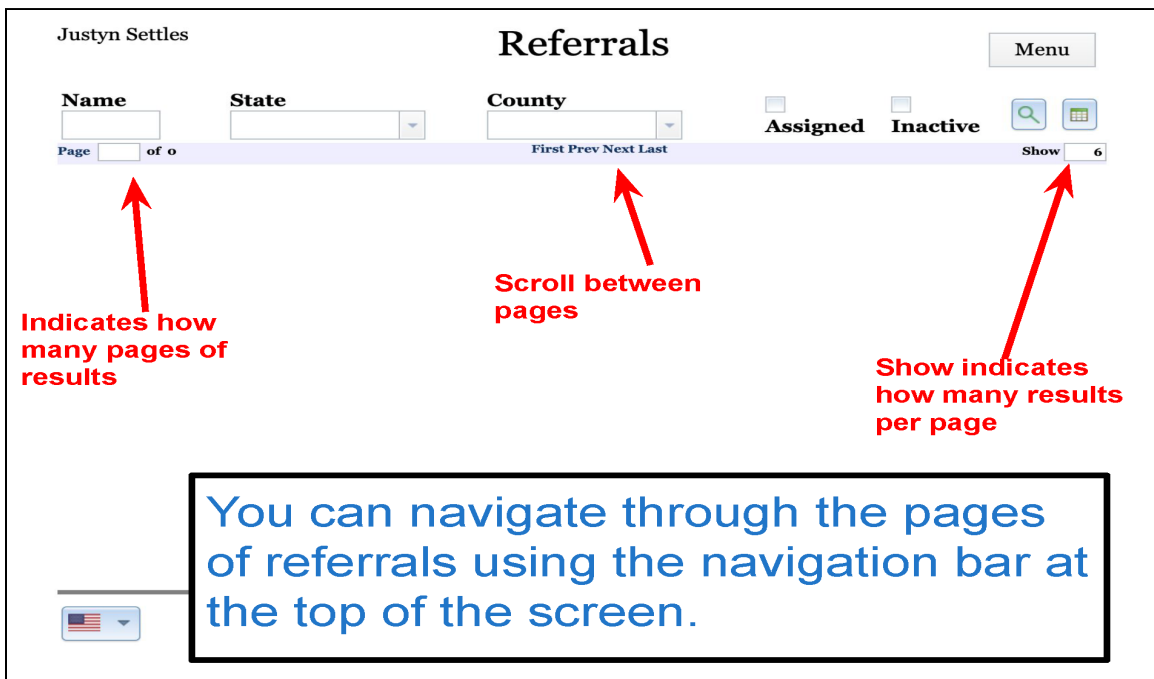 Justyn Settles
Referrals
Menu
Name
State
County
Assigned
Inactive
Page of 0
First Prev Next Last
Show 6
Scroll between
pages
Indicates how
many pages of
results
Show indicates
how many results
per page
You can navigate through the pages
of referrals using the navigation bar at
the top of the screen.